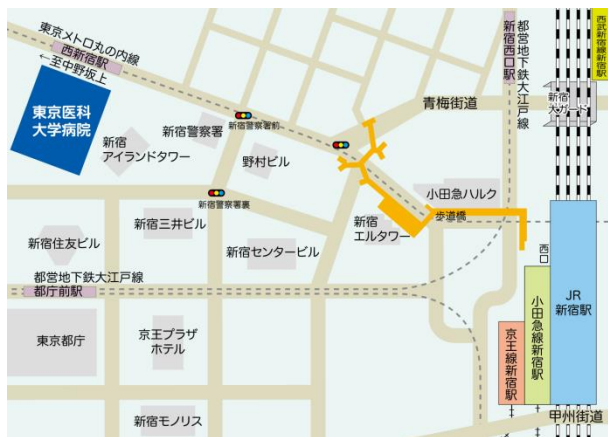 東京メトロ丸の内線
西新宿駅
←至中野坂上
東京医科
大学病院
新宿
アイランドタワー
新宿警察署
新宿警察署前
野村ビル
新宿警察署裏
青梅街道
都営地下鉄大江戸線
新宿西口駅
西武新宿線新宿駅
新宿
大ガード
小田急ハルク
歩道橋
新宿
エルタワー
新宿三井ビル
新宿住友ビル
新宿センタービル
都営地下鉄大江戸線
都庁前駅
東京都庁
京王プラザ
ホテル
新宿モノリス
西口
JR
新宿駅
小田急線新宿駅
京王線新宿駅
甲州街道